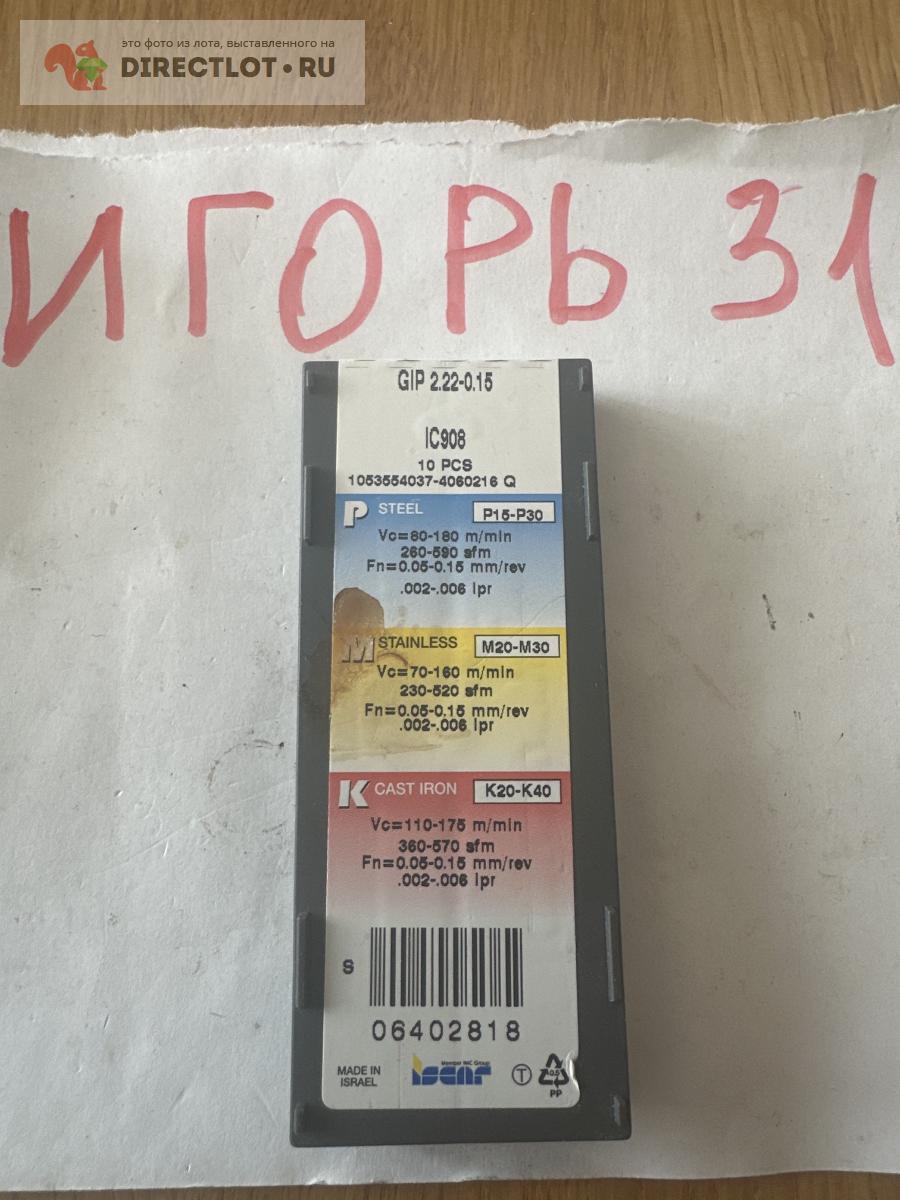 это фото из лота, выставленного на
DIRECTLOT•RU
ИГОРЬ 31
GIP 2.22-0.15
IC908
10 PCS
1053554037-4060216 Q
P STEEL P15-P30
Vc=80-180 m/min
260-590 sfm
Fn=0.05-0.15 mm/rev
.002-.006 ipr
M STAINLESS M20-M30
Vc=70-160 m/min
230-520 sfm
Fn=0.05-0.15 mm/rev
.002-.006 ipr
K CAST IRON K20-K40
Vc=110-175 m/min
360-570 sfm
Fn=0.05-0.15 mm/rev
.002-.006 ipr
S
06402818
MADE IN
ISRAEL
Member IMC Group
iscar
T
PP